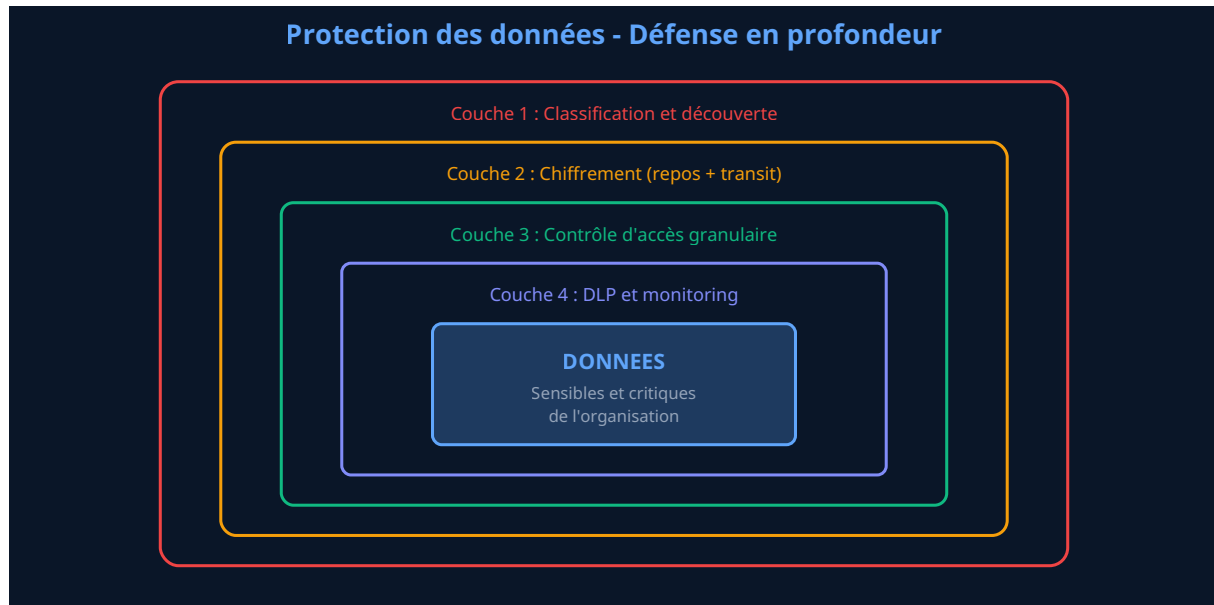 Protection des données - Défense en profondeur
Couche 1 : Classification et découverte
Couche 2 : Chiffrement (repos + transit)
Couche 3 : Contrôle d'accès granulaire
Couche 4 : DLP et monitoring
DONNEES
Sensibles et critiques
de l'organisation